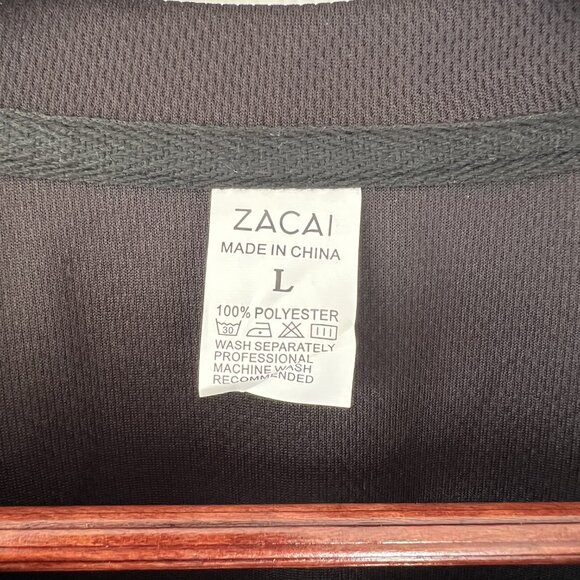 ZACAI
MADE IN CHINA
L
100% POLYESTER
30
WASH SEPARATELY
PROFESSIONAL
MACHINE WASH
RECOMMENDED